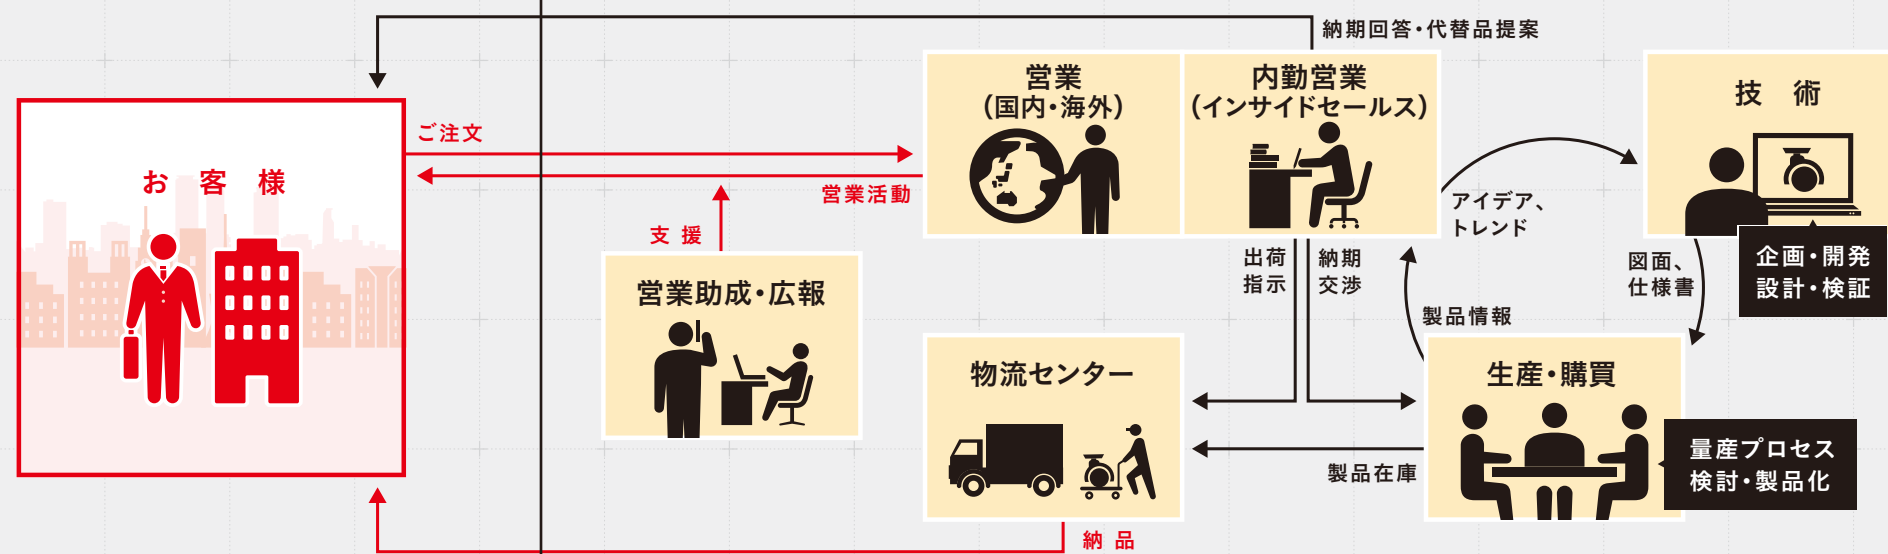 納期回答・代替品提案
お 客 様
ご注文
営業活動
支 援
営業
（国内・海外）
内勤営業
（インサイドセールス）
技 術
アイデア、
トレンド
企画・開発
設計・検証
図面、
仕様書
出荷
指示
納期
交渉
製品情報
営業助成・広報
物流センター
生産・購買
量産プロセス
検討・製品化
製品在庫
納 品